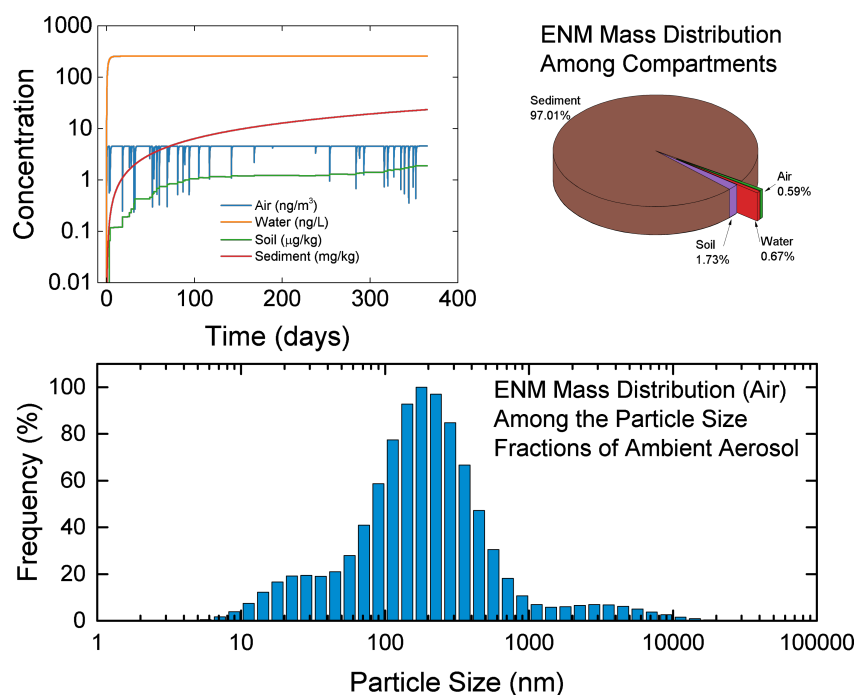 1000
100
10
1
0.1
0.01
Concentration
0
100
200
300
400
Time (days)
Air (ng/m³)
Water (ng/L)
Soil (μg/kg)
Sediment (mg/kg)
ENM Mass Distribution
Among Compartments
Sediment
97.01%
Air
0.59%
Soil
1.73%
Water
0.67%
100
80
60
40
20
0
Frequency (%)
ENM Mass Distribution (Air)
Among the Particle Size
Fractions of Ambient Aerosol
1
10
100
1000
10000
100000
Particle Size (nm)